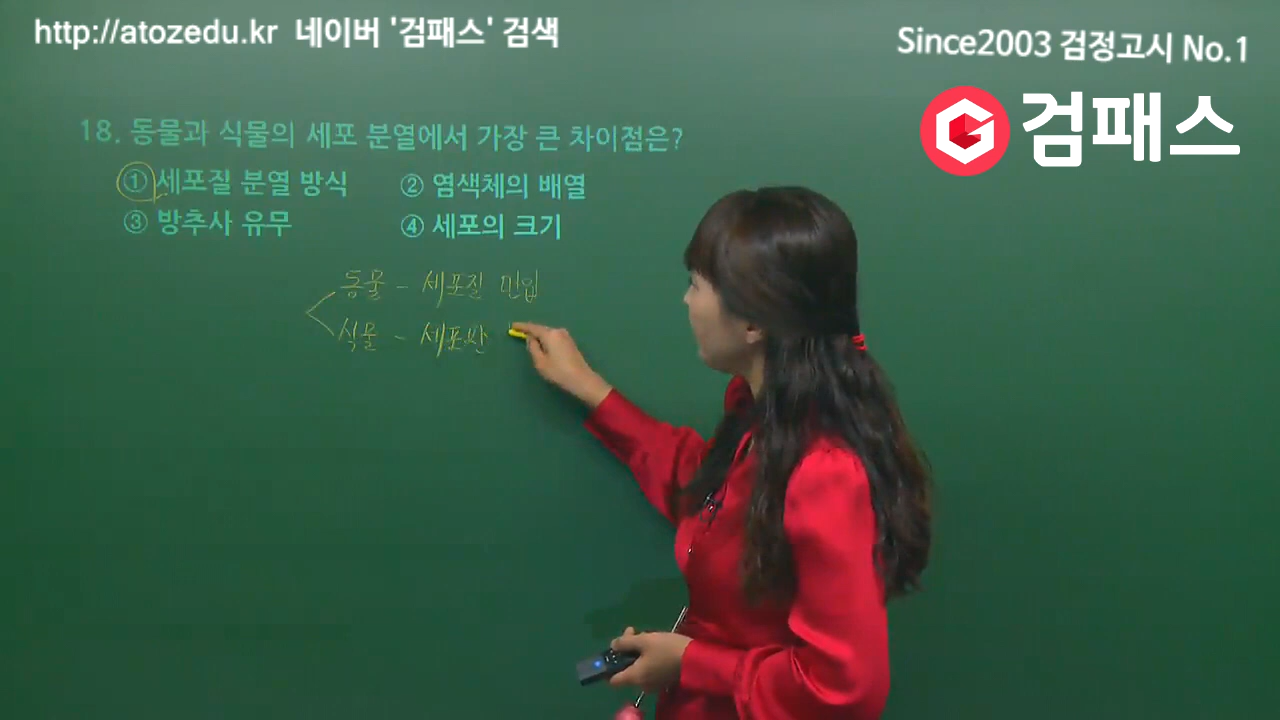 http://atozedu.kr 네이버 '검패스' 검색
Since2003 검정고시 No.1
검패스
18. 동물과 식물의 세포 분열에서 가장 큰 차이점은?
① 세포질 분열 방식 ② 염색체의 배열
③ 방추사 유무 ④ 세포의 크기
동물 - 세포질 만입
식물 - 세포판